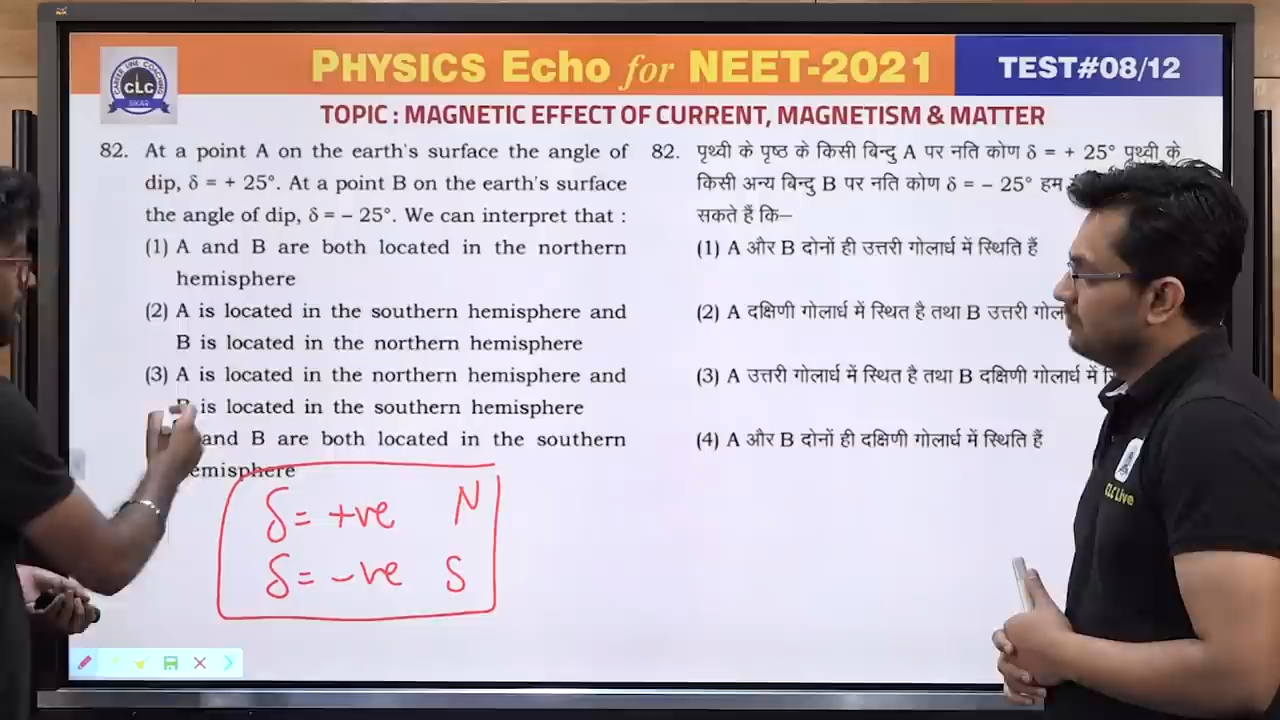 CAREER LINE COACHING
CLC
SIKAR
PHYSICS Echo for NEET-2021
TEST#08/12
TOPIC : MAGNETIC EFFECT OF CURRENT, MAGNETISM & MATTER
82. At a point A on the earth's surface the angle of
dip, δ = + 25°. At a point B on the earth's surface
the angle of dip, δ = – 25°. We can interpret that :
(1) A and B are both located in the northern
hemisphere
(2) A is located in the southern hemisphere and
B is located in the northern hemisphere
(3) A is located in the northern hemisphere and
B is located in the southern hemisphere
and B are both located in the southern
emisphere
δ = +ve N
δ = –ve S
82. पृथ्वी के पृष्ठ के किसी बिन्दु A पर नति कोण δ = + 25° पृथ्वी के
किसी अन्य बिन्दु B पर नति कोण δ = – 25° हम
सकते हैं कि–
(1) A और B दोनों ही उत्तरी गोलार्ध में स्थिति हैं
(2) A दक्षिणी गोलार्ध में स्थित है तथा B उत्तरी
(3) A उत्तरी गोलार्ध में स्थित है तथा B दक्षिणी गोलार्ध में
(4) A और B दोनों ही दक्षिणी गोलार्ध में स्थिति हैं
CLC Live